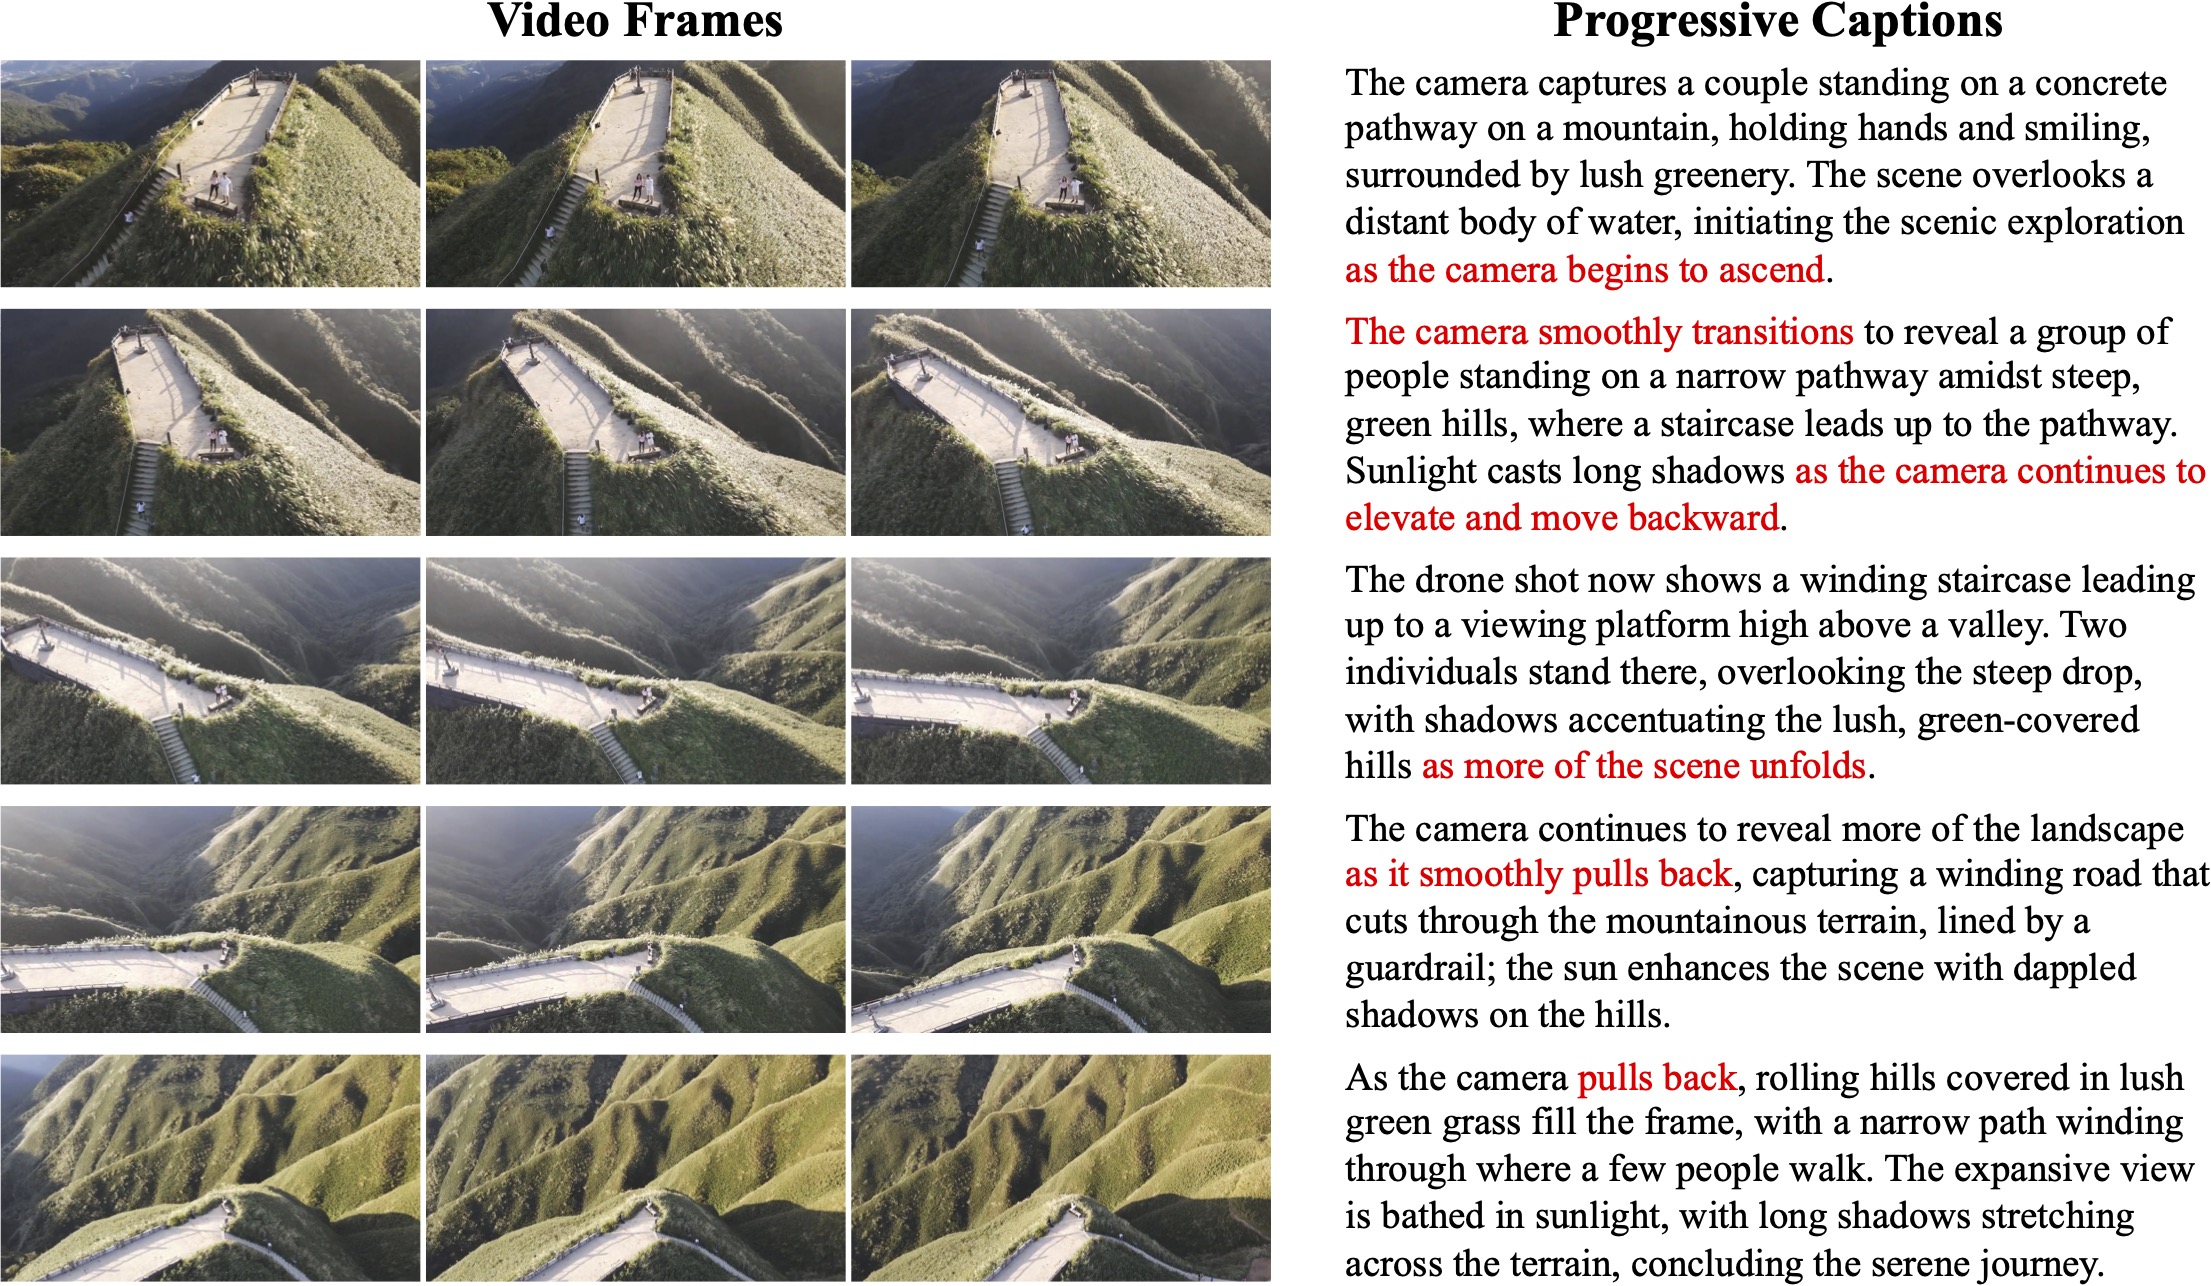 Video Frames
Progressive Captions
The camera captures a couple standing on a concrete
pathway on a mountain, holding hands and smiling,
surrounded by lush greenery. The scene overlooks a
distant body of water, initiating the scenic exploration
as the camera begins to ascend.
The camera smoothly transitions to reveal a group of
people standing on a narrow pathway amidst steep,
green hills, where a staircase leads up to the pathway.
Sunlight casts long shadows as the camera continues to
elevate and move backward.
The drone shot now shows a winding staircase leading
up to a viewing platform high above a valley. Two
individuals stand there, overlooking the steep drop,
with shadows accentuating the lush, green-covered
hills as more of the scene unfolds.
The camera continues to reveal more of the landscape
as it smoothly pulls back, capturing a winding road that
cuts through the mountainous terrain, lined by a
guardrail; the sun enhances the scene with dappled
shadows on the hills.
As the camera pulls back, rolling hills covered in lush
green grass fill the frame, with a narrow path winding
through where a few people walk. The expansive view
is bathed in sunlight, with long shadows stretching
across the terrain, concluding the serene journey.